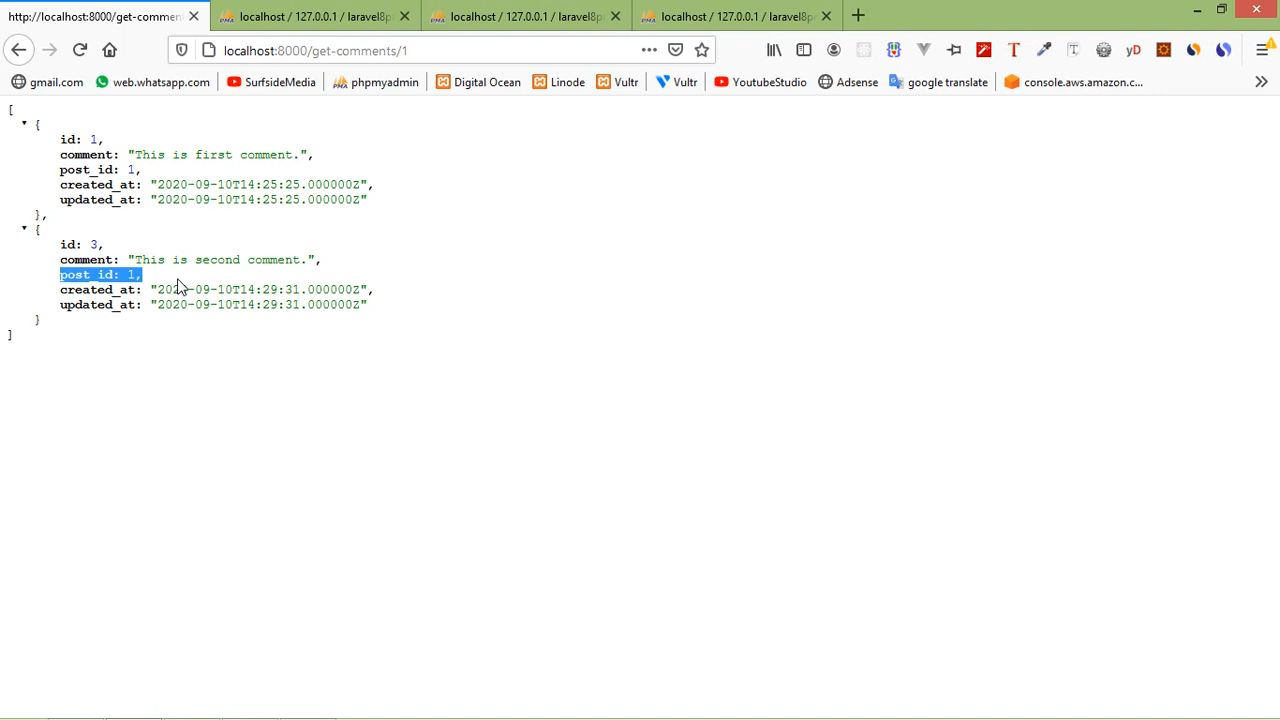 http://localhost:8000/get-comment
localhost / 127.0.0.1 / laravel8p
localhost / 127.0.0.1 / laravel8p
localhost / 127.0.0.1 / laravel8p
localhost:8000/get-comments/1
gmail.com
web.whatsapp.com
SurfsideMedia
phpmyadmin
Digital Ocean
Linode
Vultr
Vultr
YoutubeStudio
Adsense
google translate
console.aws.amazon.c...
[
{
id: 1,
comment: "This is first comment.",
post_id: 1,
created_at: "2020-09-10T14:25:25.000000Z",
updated_at: "2020-09-10T14:25:25.000000Z"
},
{
id: 3,
comment: "This is second comment.",
post_id: 1,
created_at: "2020-09-10T14:29:31.000000Z",
updated_at: "2020-09-10T14:29:31.000000Z"
}
]